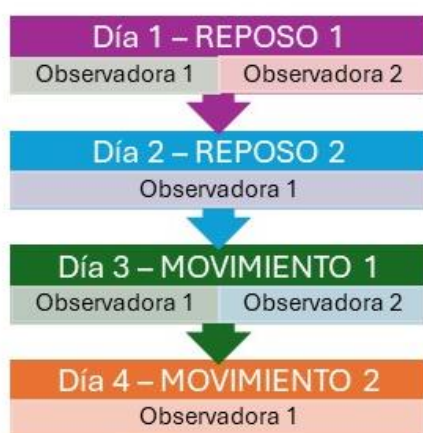 Día 1 – REPOSO 1
Observadora 1 Observadora 2
Día 2 – REPOSO 2
Observadora 1
Día 3 – MOVIMIENTO 1
Observadora 1 Observadora 2
Día 4 – MOVIMIENTO 2
Observadora 1